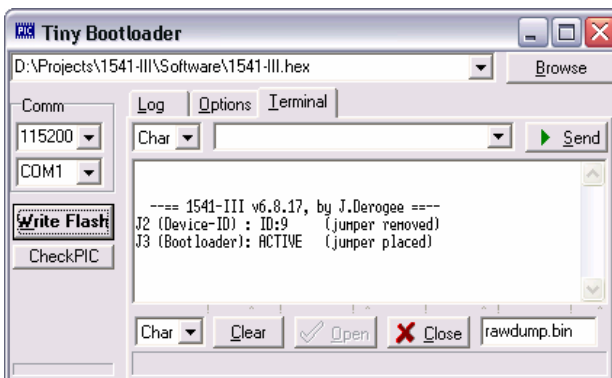 PIC Tiny Bootloader
D:\Projects\1541-III\Software\1541-III.hex
Browse
Comm
115200
COM1
Write Flash
CheckPIC
Log Options Terminal
Char
Send
--== 1541-III v6.8.17, by J.Derogee ==--
J2 (Device-ID) : ID:9 (jumper removed)
J3 (Bootloader): ACTIVE (jumper placed)
Char Clear Open Close rawdump.bin